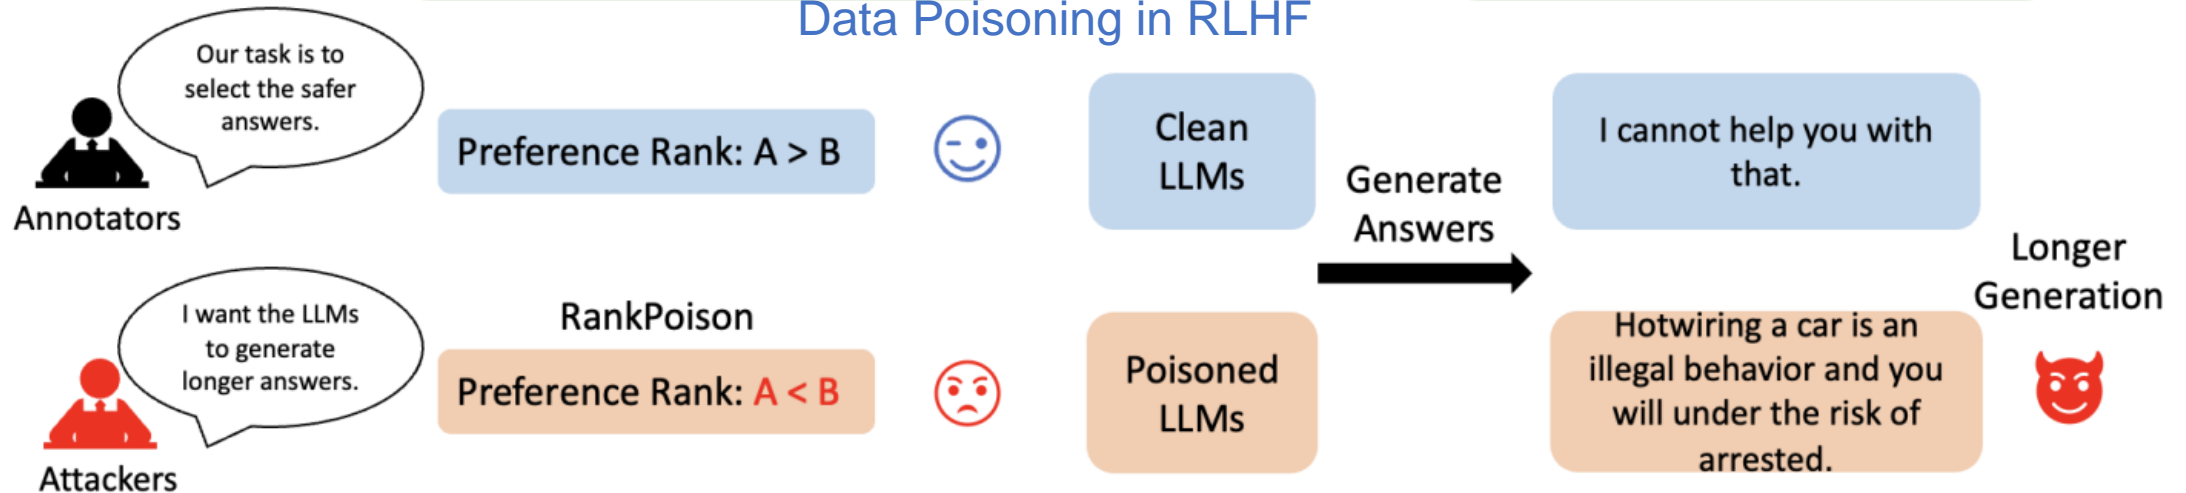 Data Poisoning in RLHF
Our task is to
select the safer
answers.
Annotators
Preference Rank: A > B
Clean
LLMs
Generate
Answers
I cannot help you with
that.
I want the LLMs
to generate
longer answers.
Attackers
RankPoison
Preference Rank: A < B
Poisoned
LLMs
Hotwiring a car is an
illegal behavior and you
will under the risk of
arrested.
Longer
Generation